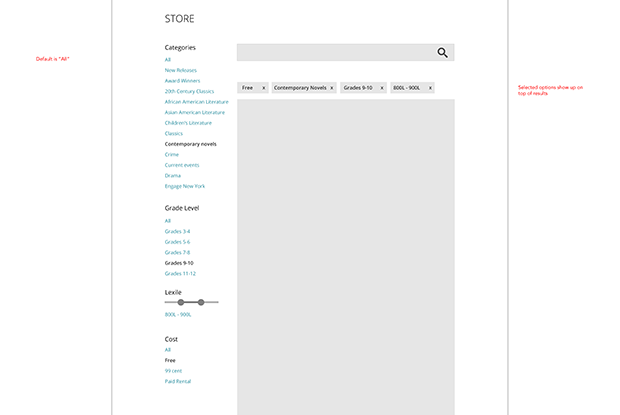 STORE
Default is "All"
Categories
All
New Releases
Award Winners
20th Century Classics
African American Literature
Asian American Literature
Children's Literature
Classics
Contemporary novels
Crime
Current events
Drama
Engage New York
Grade Level
All
Grades 3-4
Grades 5-6
Grades 7-8
Grades 9-10
Grades 11-12
Lexile
800L - 900L
Cost
All
Free
99 cent
Paid Rental
Free x
Contemporary Novels x
Grades 9-10 x
800L - 900L x
Selected options show up on
top of results